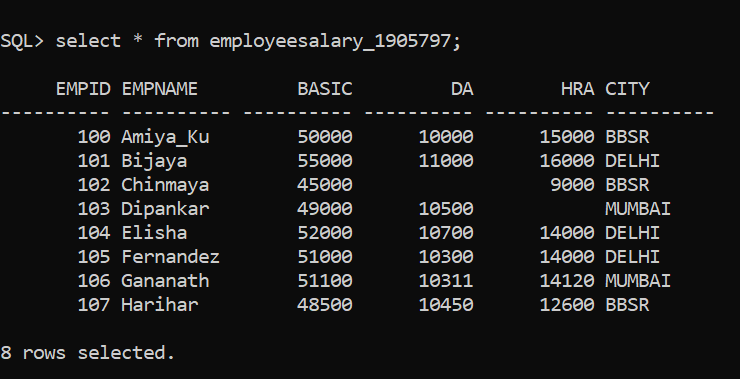 SQL> select * from employeesalary_1905797;
     EMPID EMPNAME         BASIC         DA        HRA CITY
---------- ---------- ---------- ---------- ---------- ----------
       100 Amiya_Ku        50000      10000      15000 BBSR
       101 Bijaya          55000      11000      16000 DELHI
       102 Chinmaya        45000                  9000 BBSR
       103 Dipankar        49000      10500            MUMBAI
       104 Elisha          52000      10700      14000 DELHI
       105 Fernandez       51000      10300      14000 DELHI
       106 Gananath        51100      10311      14120 MUMBAI
       107 Harihar         48500      10450      12600 BBSR
8 rows selected.